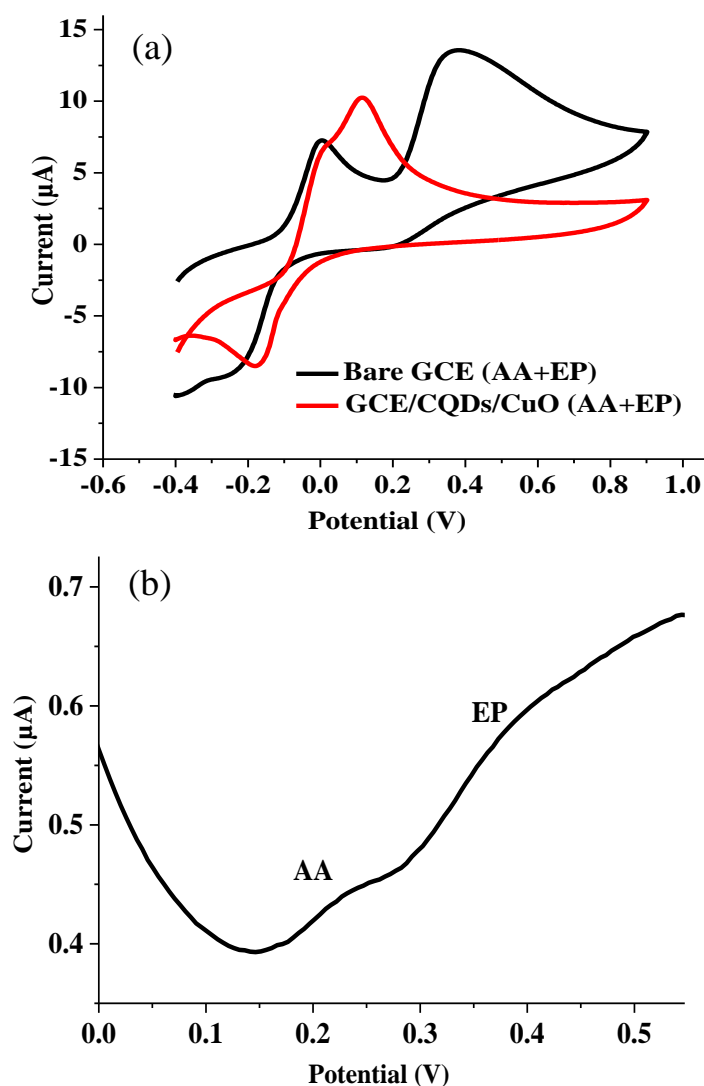 (a)
15
10
5
0
-5
-10
-15
Current (µA)
Bare GCE (AA+EP)
GCE/CQDs/CuO (AA+EP)
-0.6 -0.4 -0.2 0.0 0.2 0.4 0.6 0.8 1.0
Potential (V)
(b)
0.7
0.6
0.5
0.4
Current (µA)
EP
AA
0.0 0.1 0.2 0.3 0.4 0.5
Potential (V)